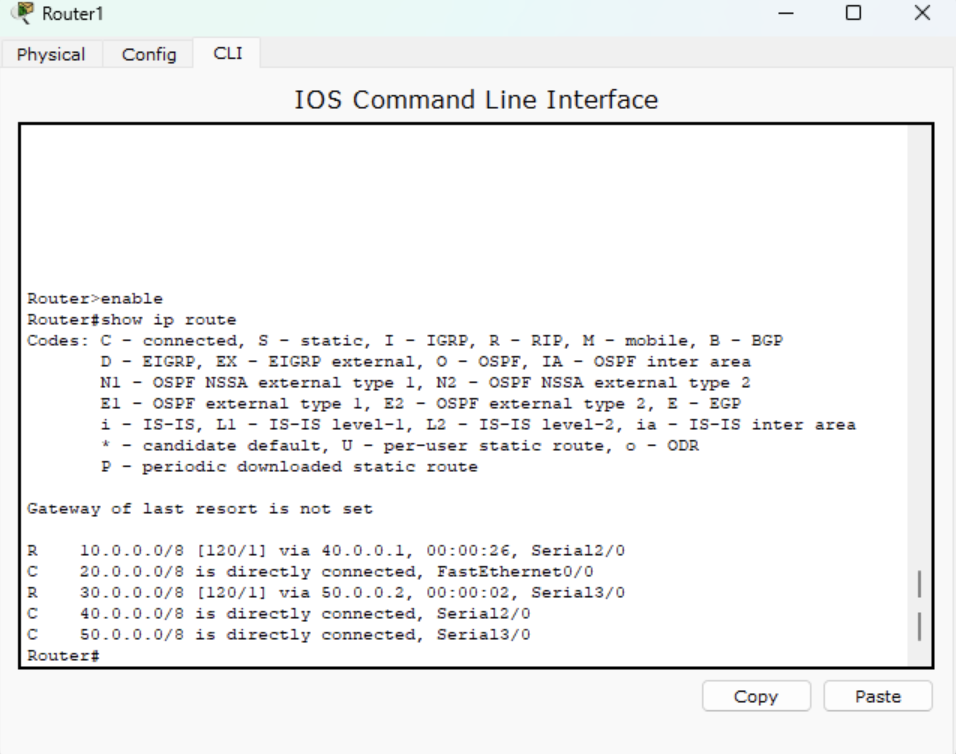 Router1
Physical Config CLI
IOS Command Line Interface
Router>enable
Router#show ip route
Codes: C - connected, S - static, I - IGRP, R - RIP, M - mobile, B - BGP
D - EIGRP, EX - EIGRP external, O - OSPF, IA - OSPF inter area
N1 - OSPF NSSA external type 1, N2 - OSPF NSSA external type 2
E1 - OSPF external type 1, E2 - OSPF external type 2, E - EGP
i - IS-IS, L1 - IS-IS level-1, L2 - IS-IS level-2, ia - IS-IS inter area
* - candidate default, U - per-user static route, o - ODR
P - periodic downloaded static route
Gateway of last resort is not set
R 10.0.0.0/8 [120/1] via 40.0.0.1, 00:00:26, Serial2/0
C 20.0.0.0/8 is directly connected, FastEthernet0/0
R 30.0.0.0/8 [120/1] via 50.0.0.2, 00:00:02, Serial3/0
C 40.0.0.0/8 is directly connected, Serial2/0
C 50.0.0.0/8 is directly connected, Serial3/0
Router#
Copy Paste